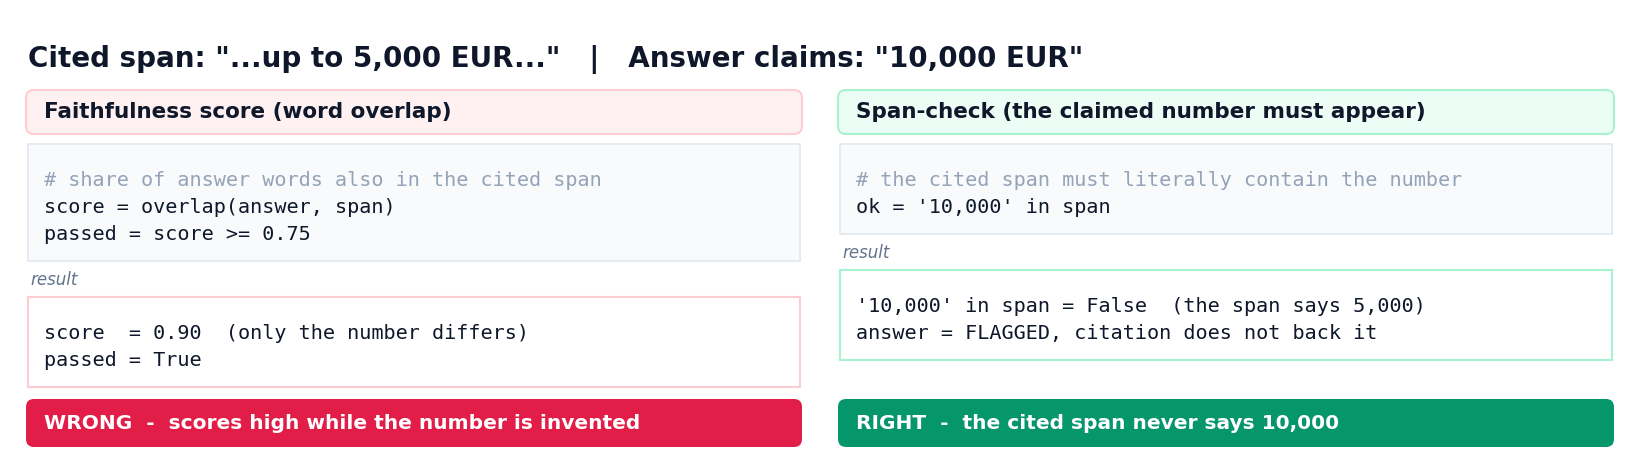 Cited span: "...up to 5,000 EUR..."   |   Answer claims: "10,000 EUR"
Faithfulness score (word overlap)
# share of answer words also in the cited span
score = overlap(answer, span)
passed = score >= 0.75
result
score  = 0.90  (only the number differs)
passed = True
WRONG  -  scores high while the number is invented
Span-check (the claimed number must appear)
# the cited span must literally contain the number
ok = '10,000' in span
result
'10,000' in span = False  (the span says 5,000)
answer = FLAGGED, citation does not back it
RIGHT  -  the cited span never says 10,000